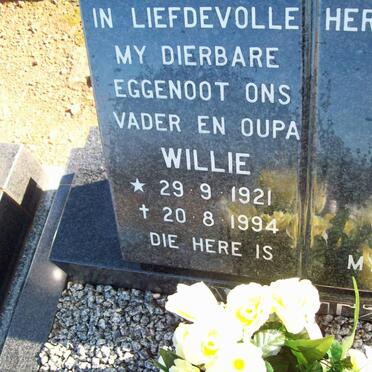 IN LIEFDEVOLLE HER
MY DIERBARE
EGGENOOT ONS
VADER EN OUPA
WILLIE
★ 29·9·1921
✝ 20·8·1994
DIE HERE IS
M